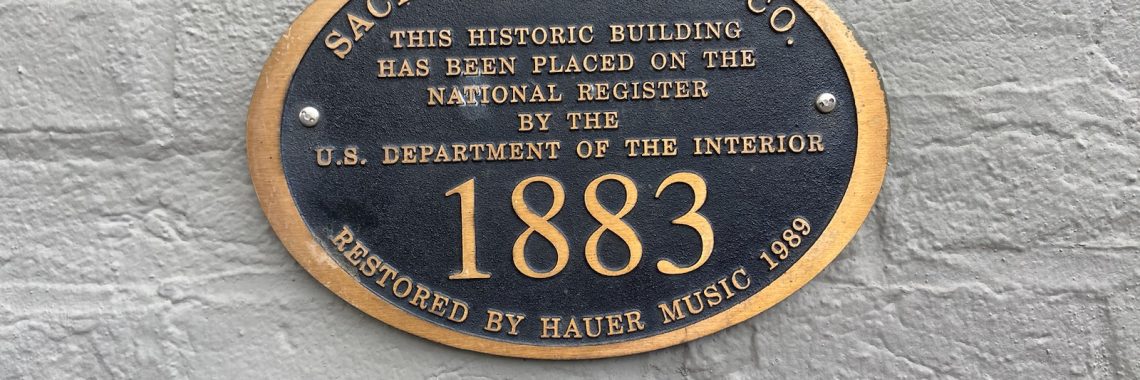 CO.
THIS HISTORIC BUILDING
HAS BEEN PLACED ON THE
NATIONAL REGISTER
BY THE
U.S. DEPARTMENT OF THE INTERIOR
1883
RESTORED BY HAUER MUSIC 1989